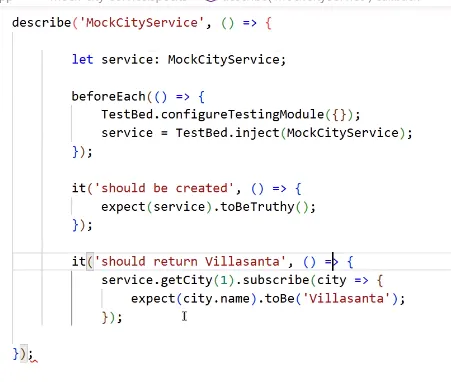 describe('MockCityService', () => {
let service: MockCityService;
beforeEach(() => {
TestBed.configureTestingModule({});
service = TestBed.inject(MockCityService);
});
it('should be created', () => {
expect(service).toBeTruthy();
});
it('should return Villasanta', () => {
service.getCity(1).subscribe(city => {
expect(city.name).toBe('Villasanta');
});
});